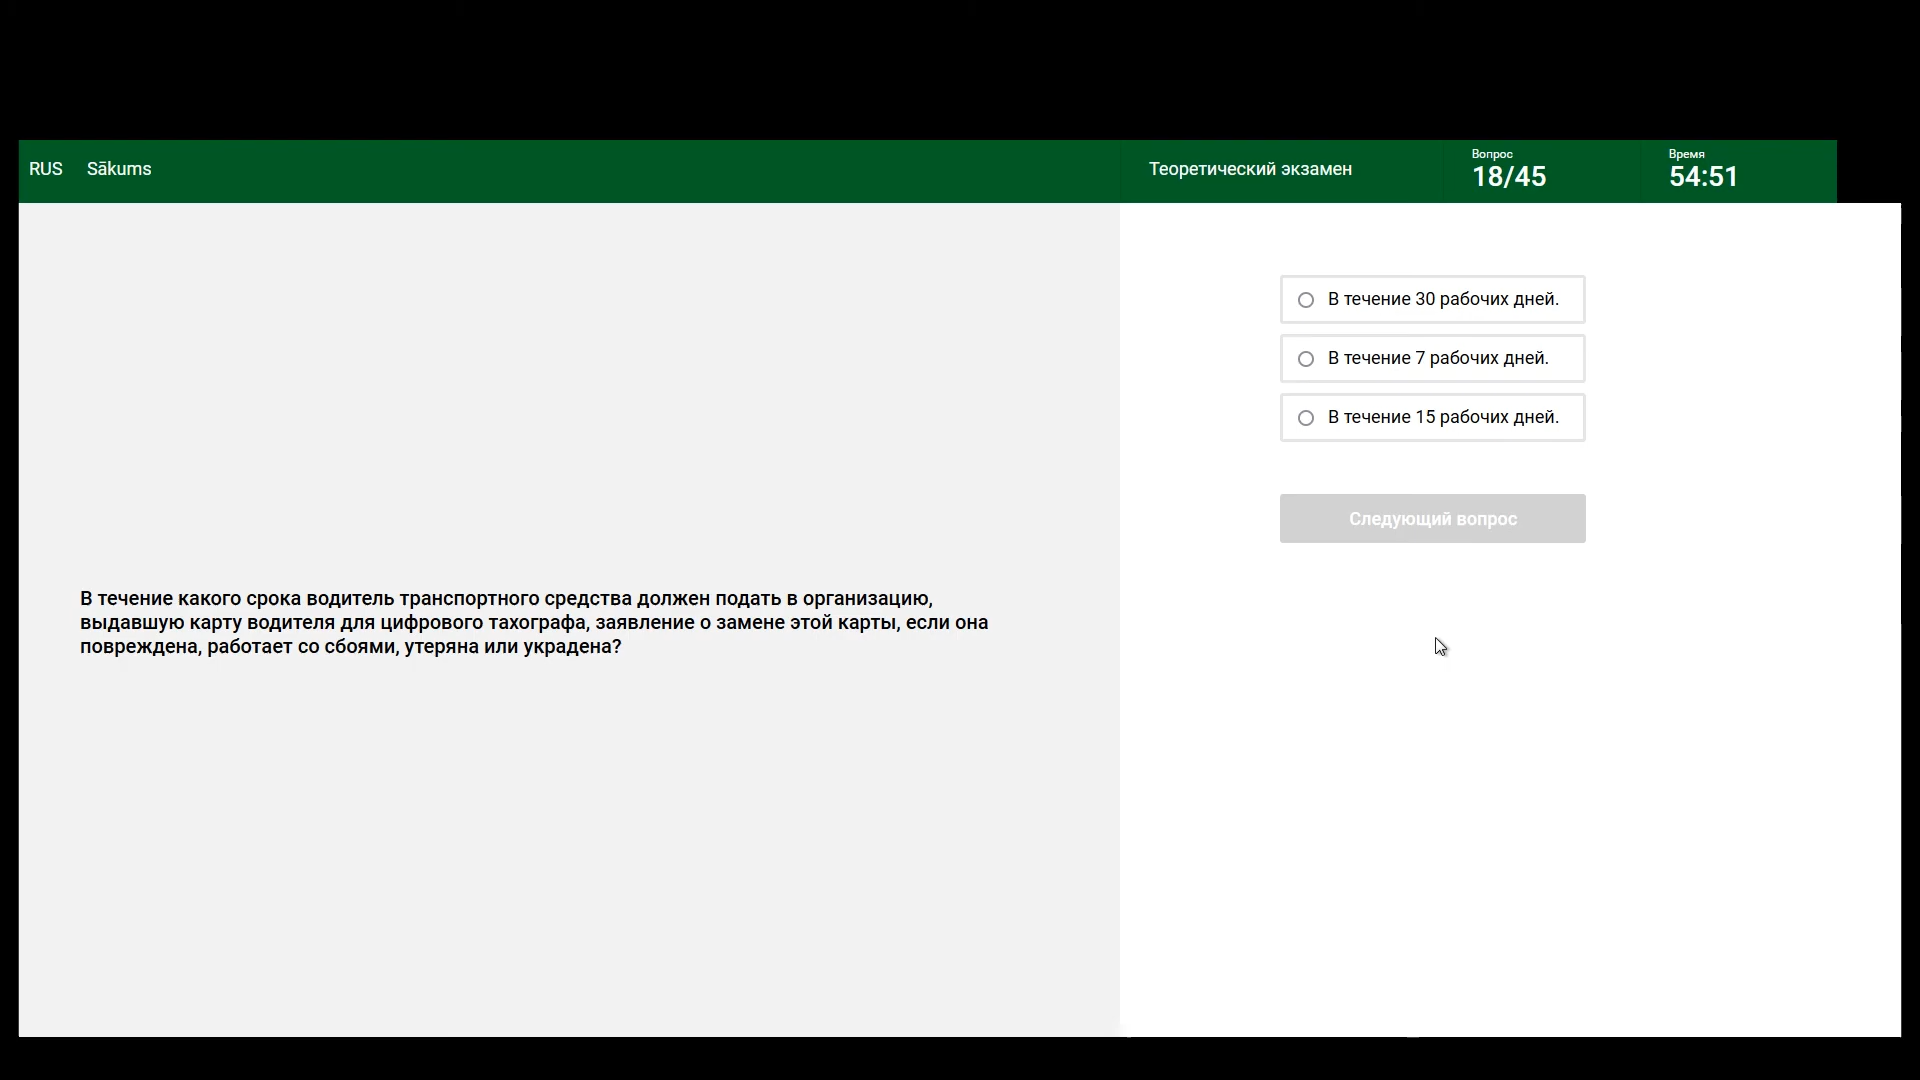 RUS Sākums Теоретический экзамен Вопрос 18/45 Время 54:51
В течение 30 рабочих дней.
В течение 7 рабочих дней.
В течение 15 рабочих дней.
Следующий вопрос
В течение какого срока водитель транспортного средства должен подать в организацию,
выдавшую карту водителя для цифрового тахографа, заявление о замене этой карты, если она
повреждена, работает со сбоями, утеряна или украдена?